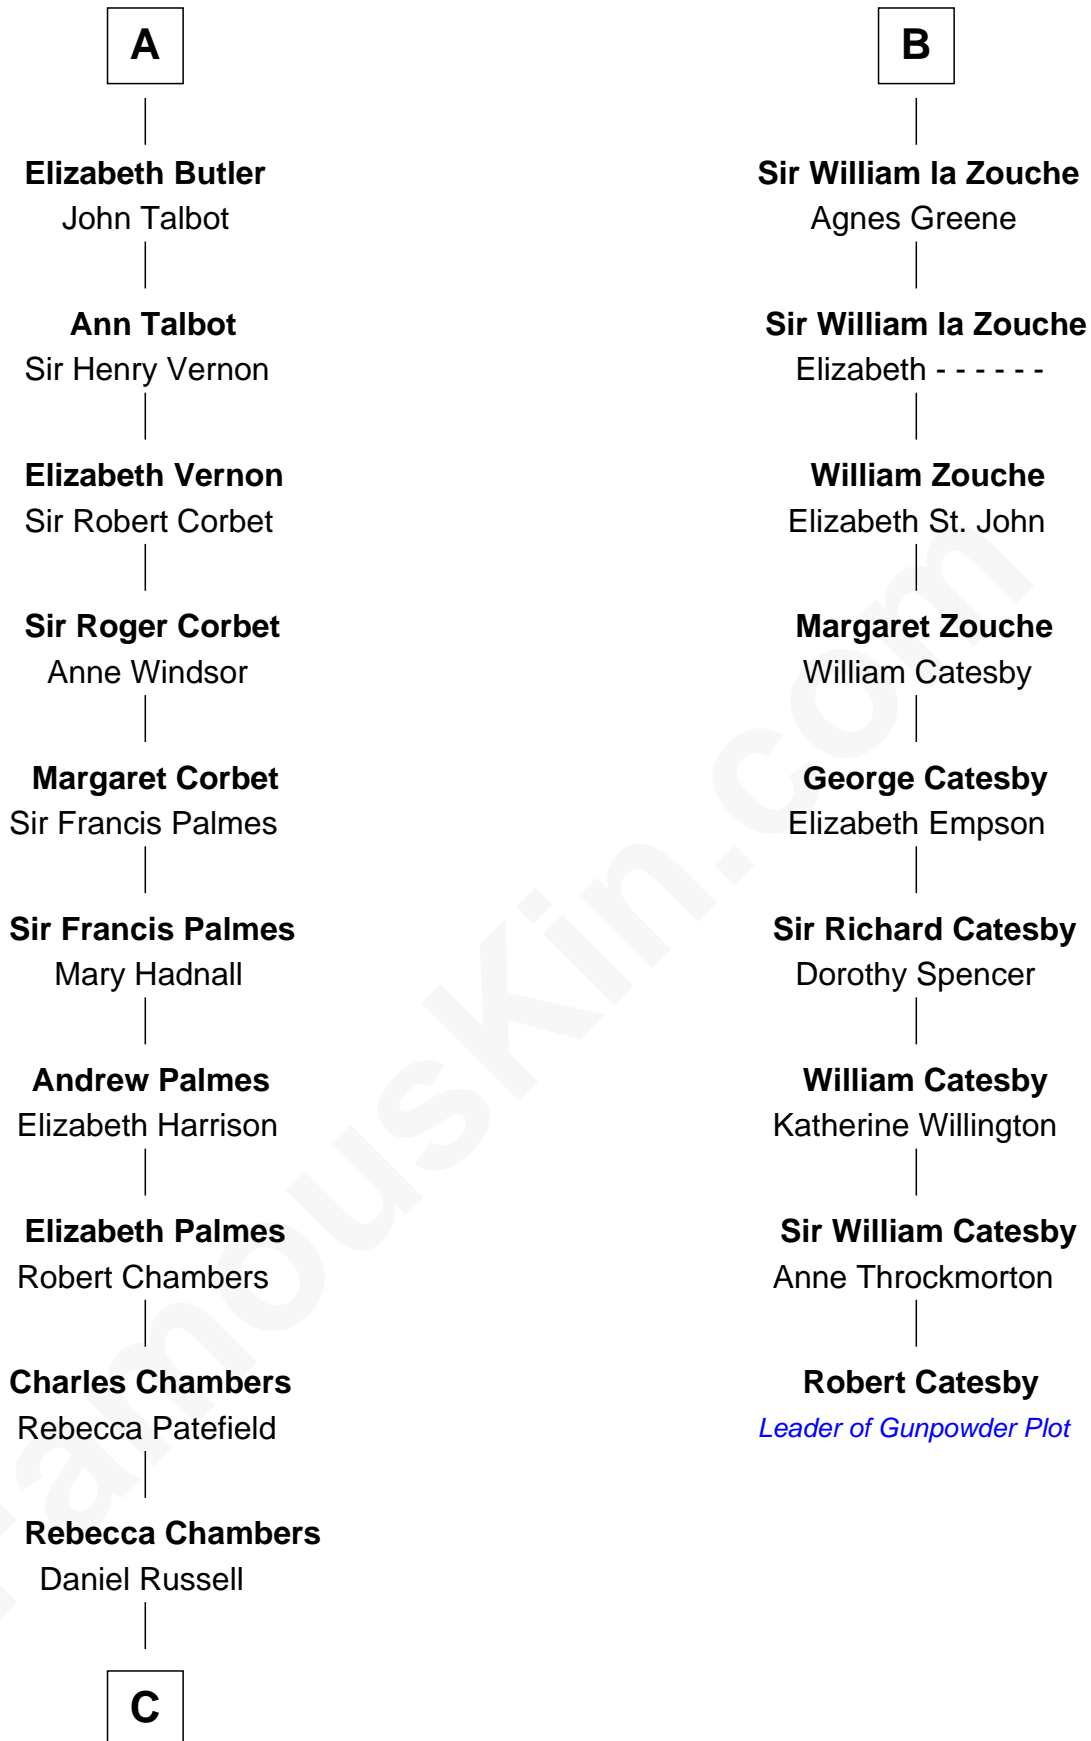 A
Elizabeth Butler
John Talbot
Ann Talbot
Sir Henry Vernon
Elizabeth Vernon
Sir Robert Corbet
Sir Roger Corbet
Anne Windsor
Margaret Corbet
Sir Francis Palmes
Sir Francis Palmes
Mary Hadnall
Andrew Palmes
Elizabeth Harrison
Elizabeth Palmes
Robert Chambers
Charles Chambers
Rebecca Patefield
Rebecca Chambers
Daniel Russell
C
B
Sir William la Zouche
Agnes Greene
Sir William la Zouche
Elizabeth - - - - - -
William Zouche
Elizabeth St. John
Margaret Zouche
William Catesby
George Catesby
Elizabeth Empson
Sir Richard Catesby
Dorothy Spencer
William Catesby
Katherine Willington
Sir William Catesby
Anne Throckmorton
Robert Catesby
Leader of Gunpowder Plot
FamousKin.com